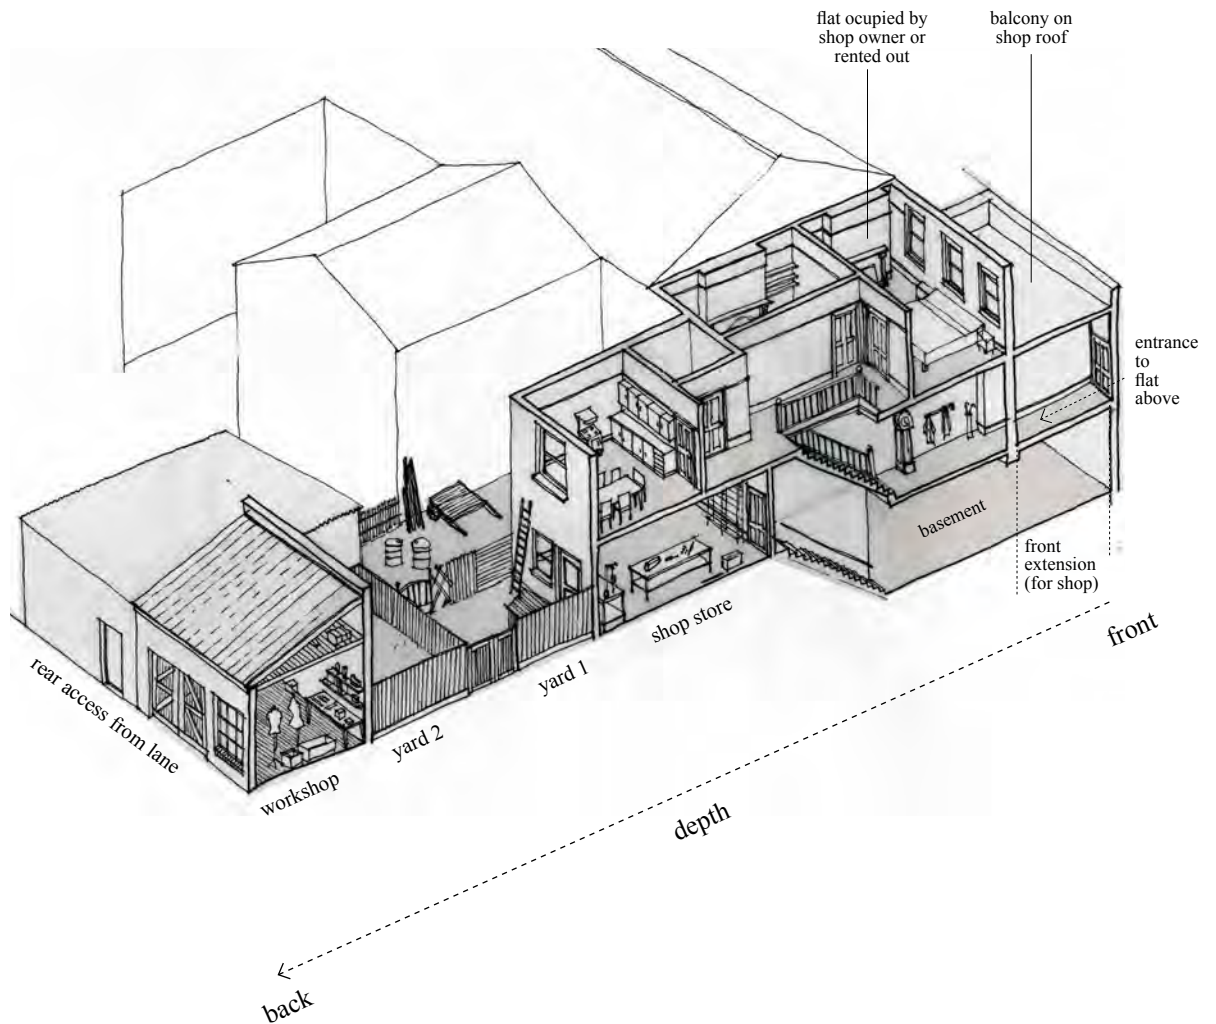 flat ocupied by
shop owner or
rented out
balcony on
shop roof
entrance
to
flat
above
basement
front
extension
(for shop)
shop store
front
yard 1
rear access from lane
yard 2
workshop
depth
back